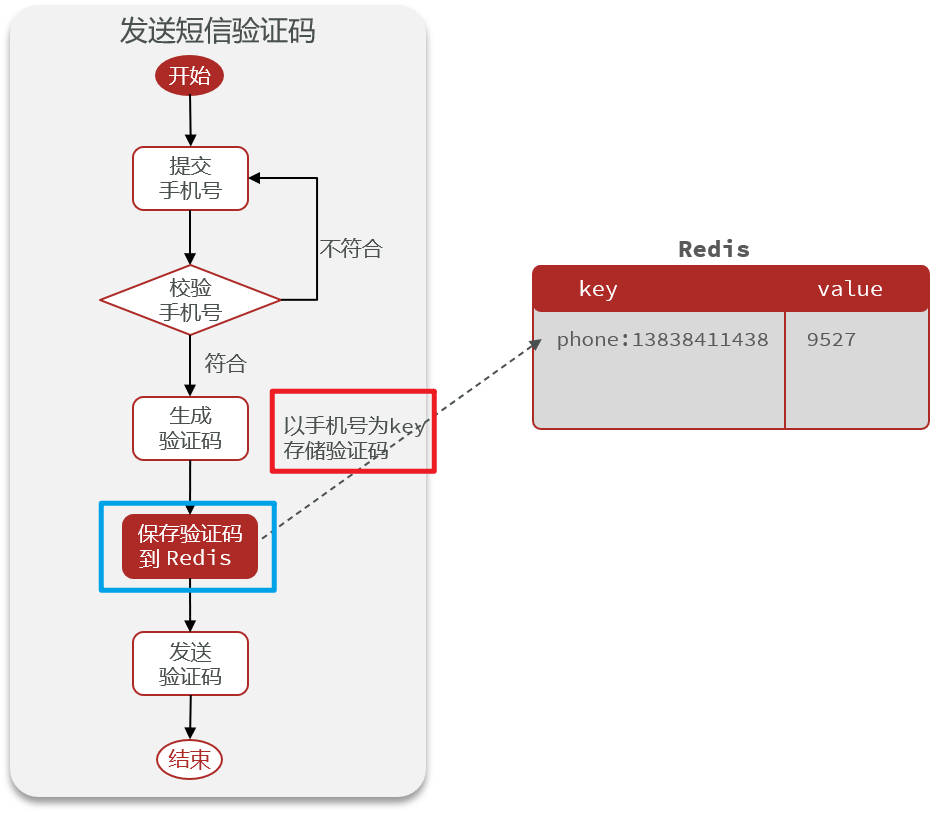 发送短信验证码
开始
提交
手机号
不符合
校验
手机号
符合
生成
验证码
以手机号为key
存储验证码
保存验证码
到 Redis
发送
验证码
结束
Redis
key value
phone:13838411438 9527